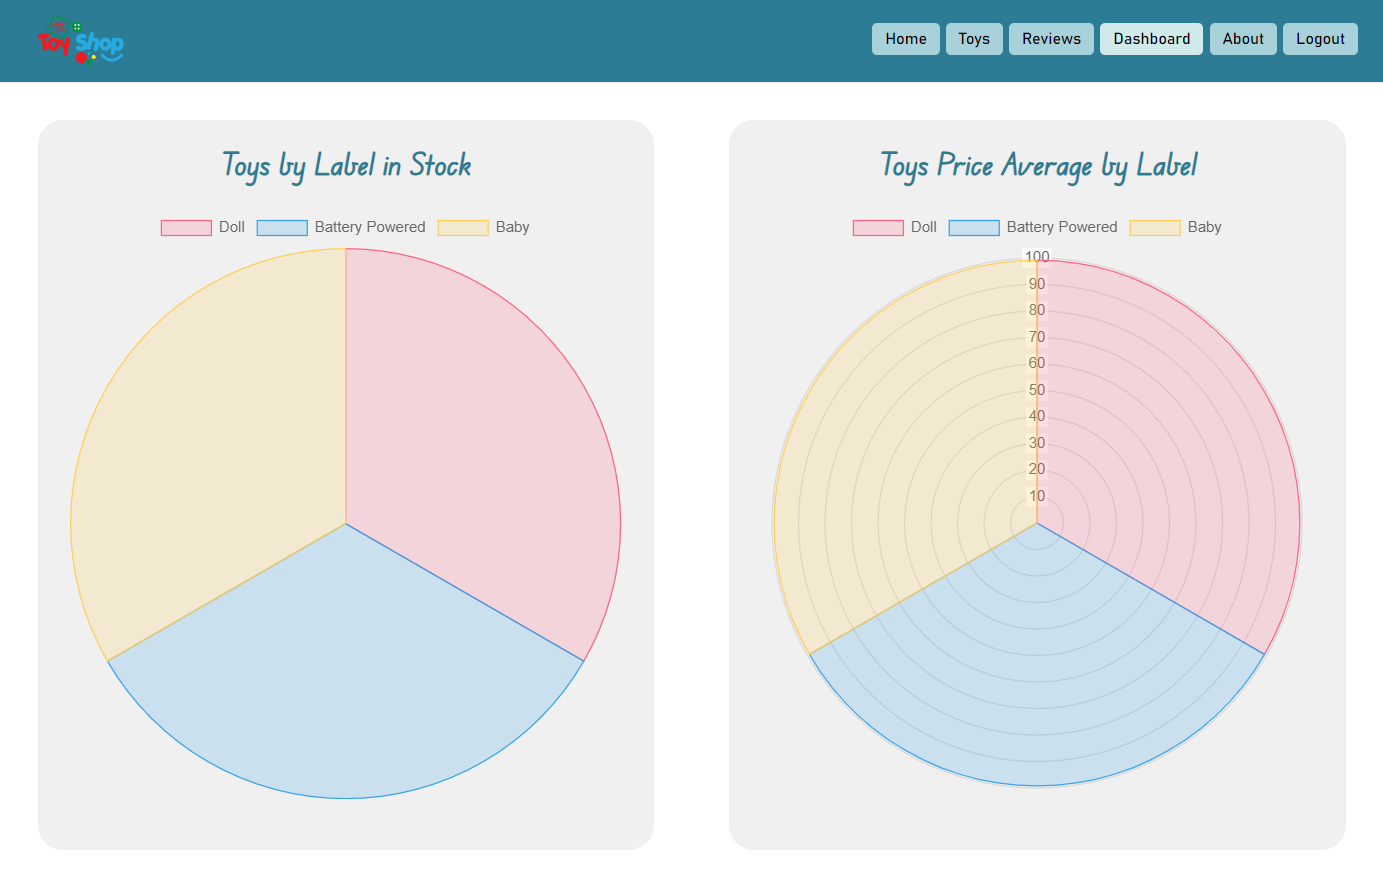 Toy Shop
Home Toys Reviews Dashboard About Logout
Toys by Label in Stock
Doll Battery Powered Baby
Toys Price Average by Label
Doll Battery Powered Baby
100
90
80
70
60
50
40
30
20
10